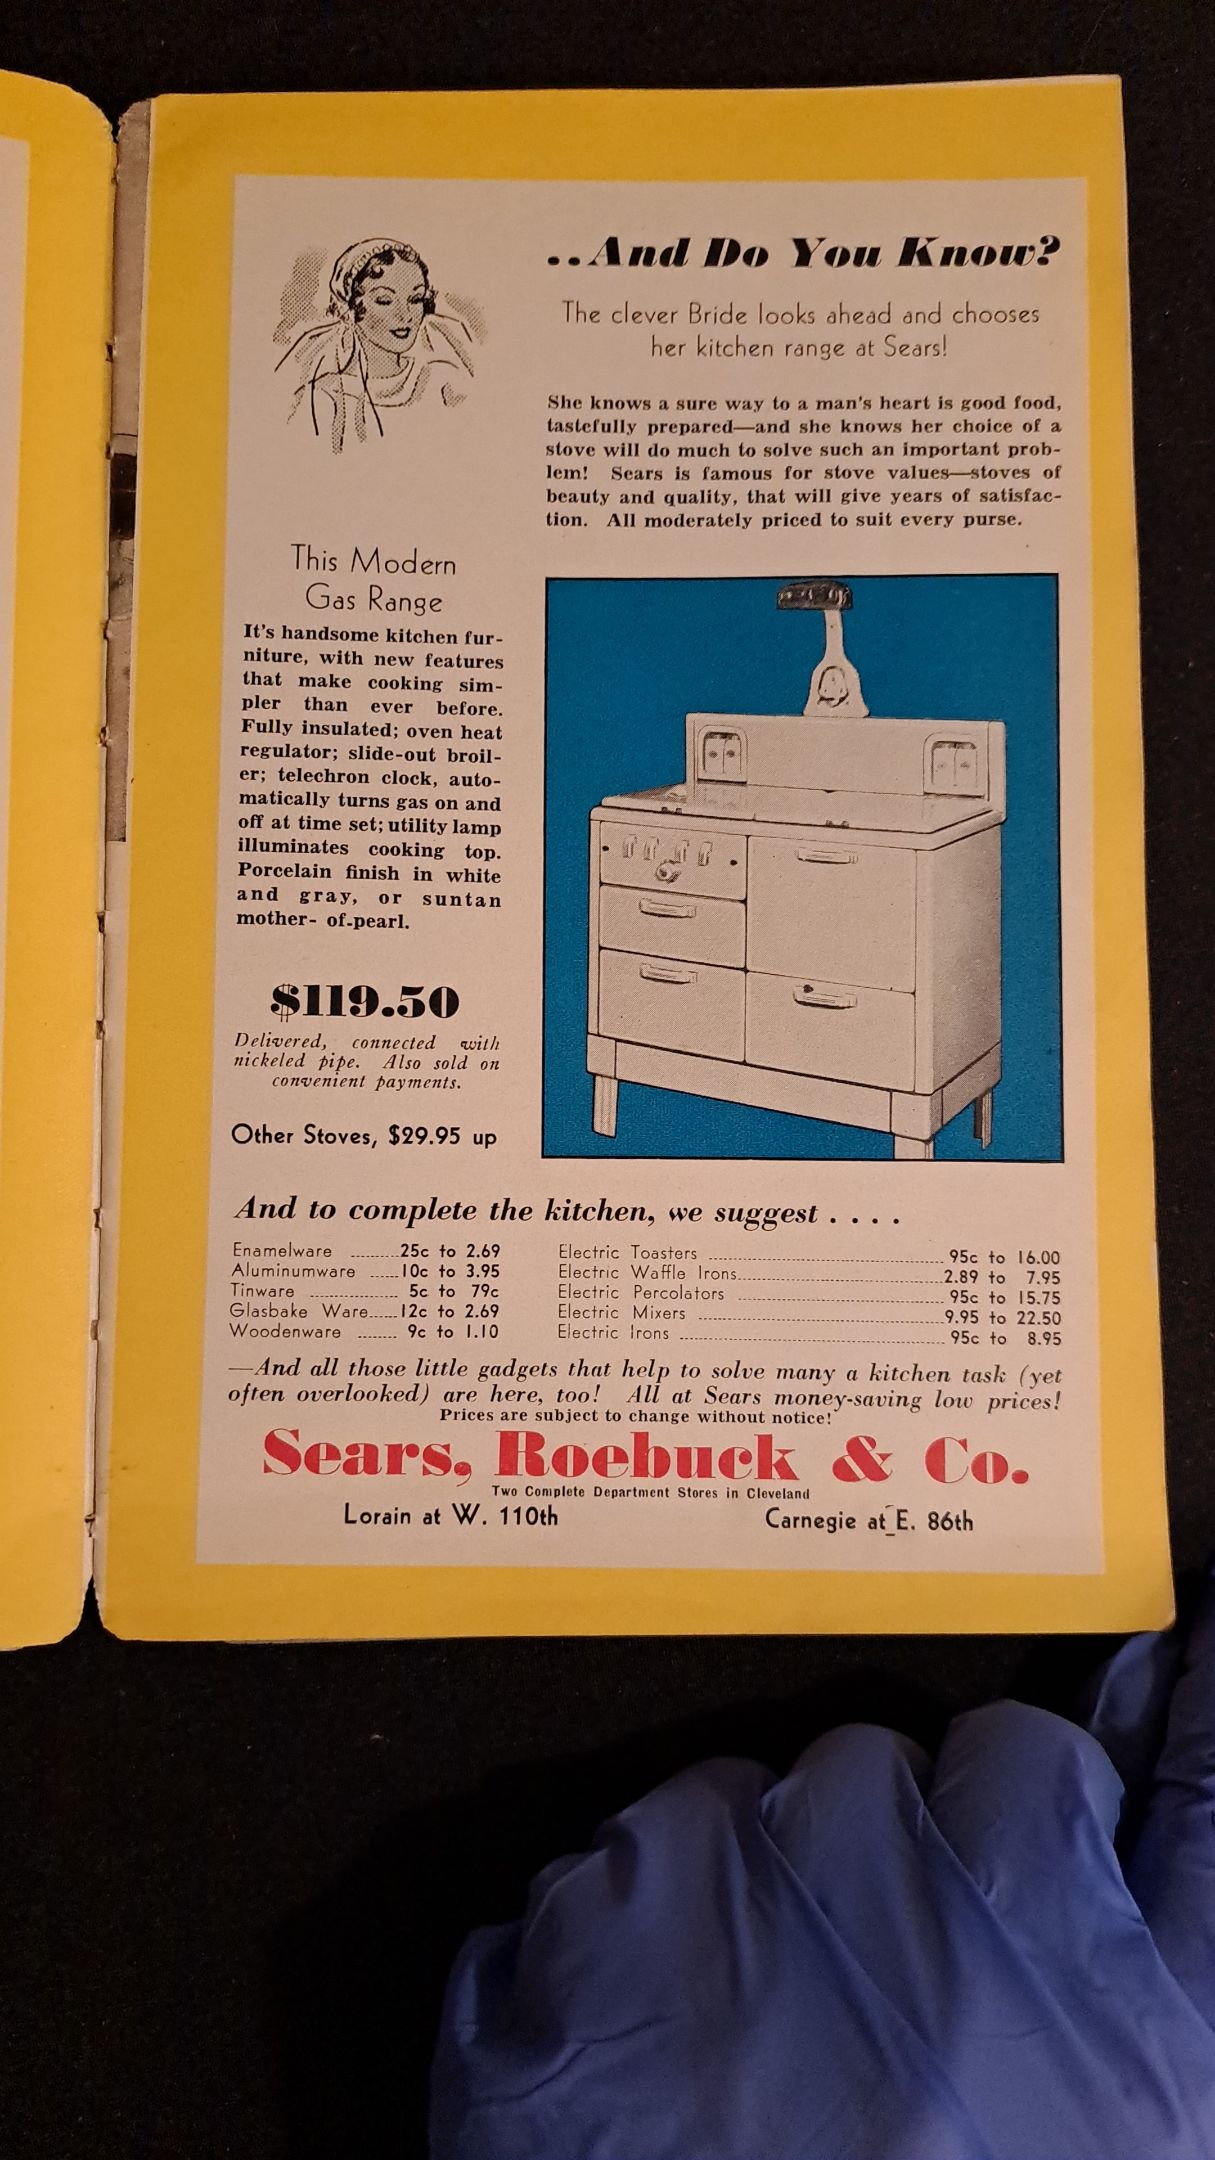 ..And Do You Know?
The clever Bride looks ahead and chooses
her kitchen range at Sears!
She knows a sure way to a man's heart is good food,
tastefully prepared—and she knows her choice of a
stove will do much to solve such an important prob-
lem! Sears is famous for stove values—stoves of
beauty and quality, that will give years of satisfac-
tion. All moderately priced to suit every purse.
This Modern
Gas Range
It's handsome kitchen fur-
niture, with new features
that make cooking sim-
pler than ever before.
Fully insulated; oven heat
regulator; slide-out broil-
er; telechron clock, auto-
matically turns gas on and
off at time set; utility lamp
illuminates cooking top.
Porcelain finish in white
and gray, or suntan
mother- of-pearl.
$119.50
Delivered, connected with
nickeled pipe. Also sold on
convenient payments.
Other Stoves, $29.95 up
And to complete the kitchen, we suggest . . . .
Enamelware ........ 25c to 2.69
Aluminumware ...... 10c to 3.95
Tinware ........ 5c to 79c
Glasbake Ware ...... 12c to 2.69
Woodenware ........ 9c to 1.10
Electric Toasters ........ 95c to 16.00
Electric Waffle Irons ........ 2.89 to 7.95
Electric Percolators ........ 95c to 15.75
Electric Mixers ........ 9.95 to 22.50
Electric Irons ........ 95c to 8.95
—And all those little gadgets that help to solve many a kitchen task (yet
often overlooked) are here, too! All at Sears money-saving low prices!
Prices are subject to change without notice!
Sears, Roebuck & Co.
Two Complete Department Stores in Cleveland
Lorain at W. 110th
Carnegie at E. 86th